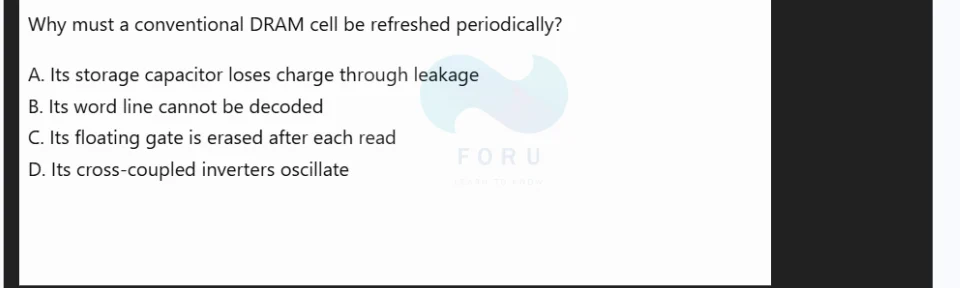 Why must a conventional DRAM cell be refreshed periodically?
A. Its storage capacitor loses charge through leakage
B. Its word line cannot be decoded
C. Its floating gate is erased after each read
FORU
D. Its cross-coupled inverters oscillate